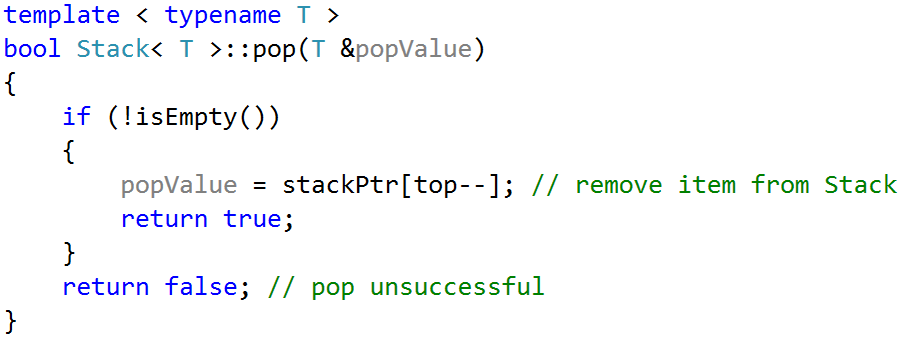 template < typename T >
bool Stack< T >::pop(T &popValue)
{
    if (!isEmpty())
    {
        popValue = stackPtr[top--]; // remove item from Stack
        return true;
    }
    return false; // pop unsuccessful
}